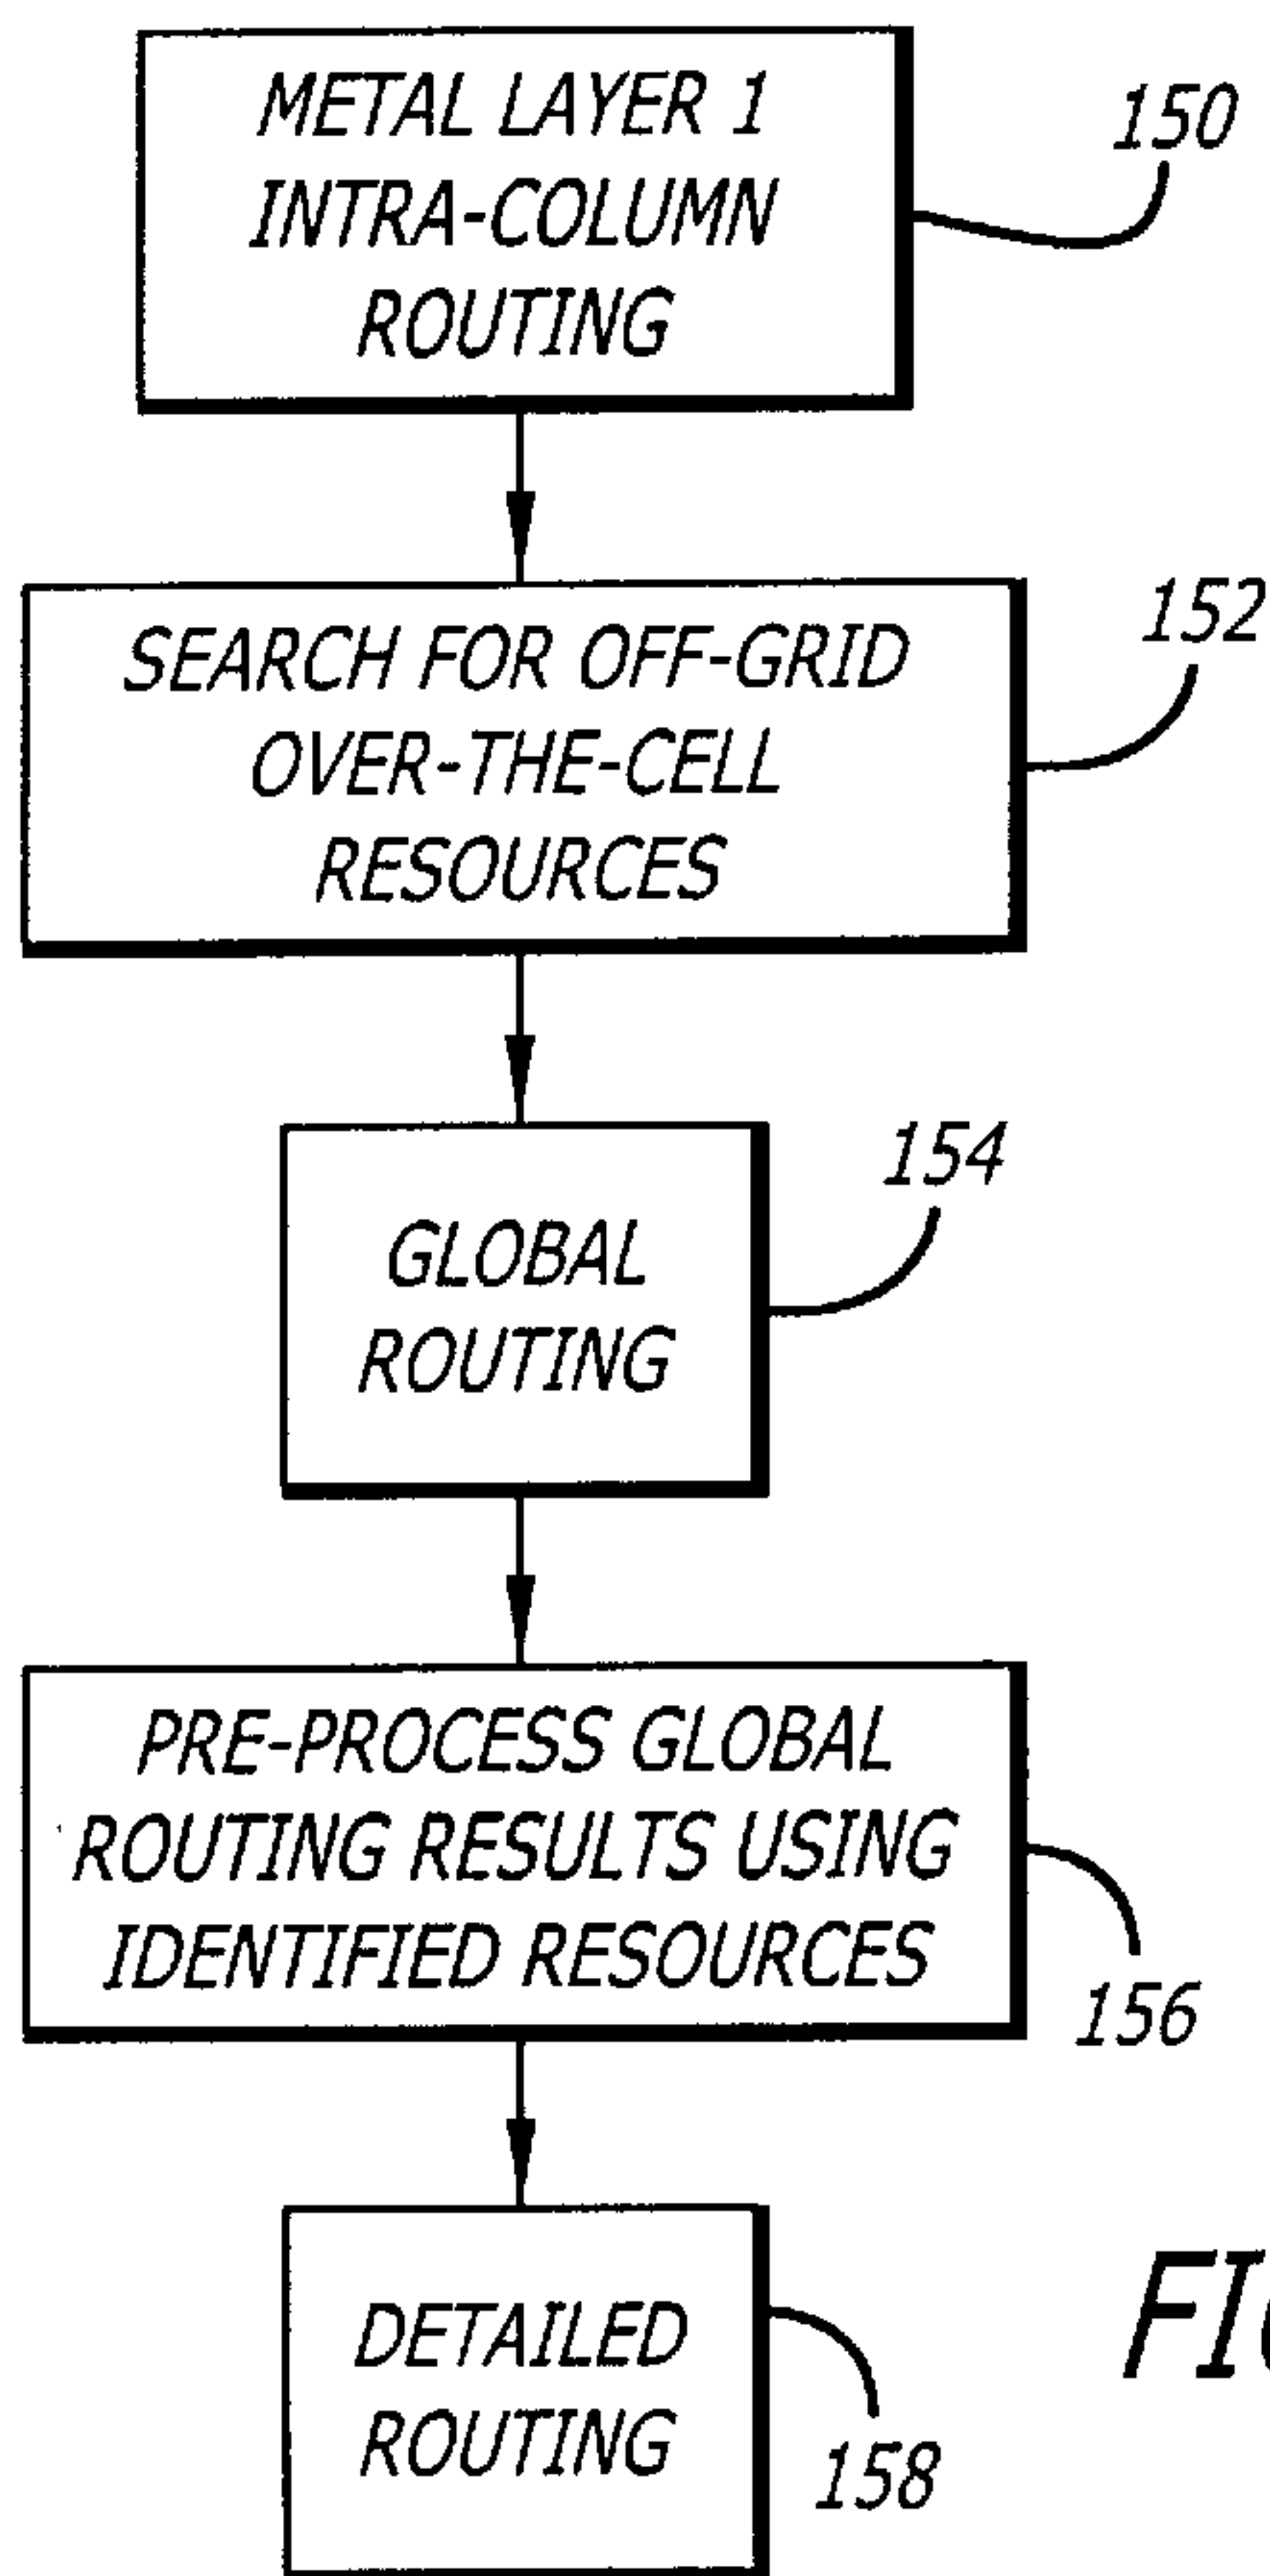 METAL LAYER 1
INTRA-COLUMN
ROUTING
150
SEARCH FOR OFF-GRID
OVER-THE-CELL
RESOURCES
152
GLOBAL
ROUTING
154
PRE-PROCESS GLOBAL
ROUTING RESULTS USING
IDENTIFIED RESOURCES
156
DETAILED
ROUTING
158